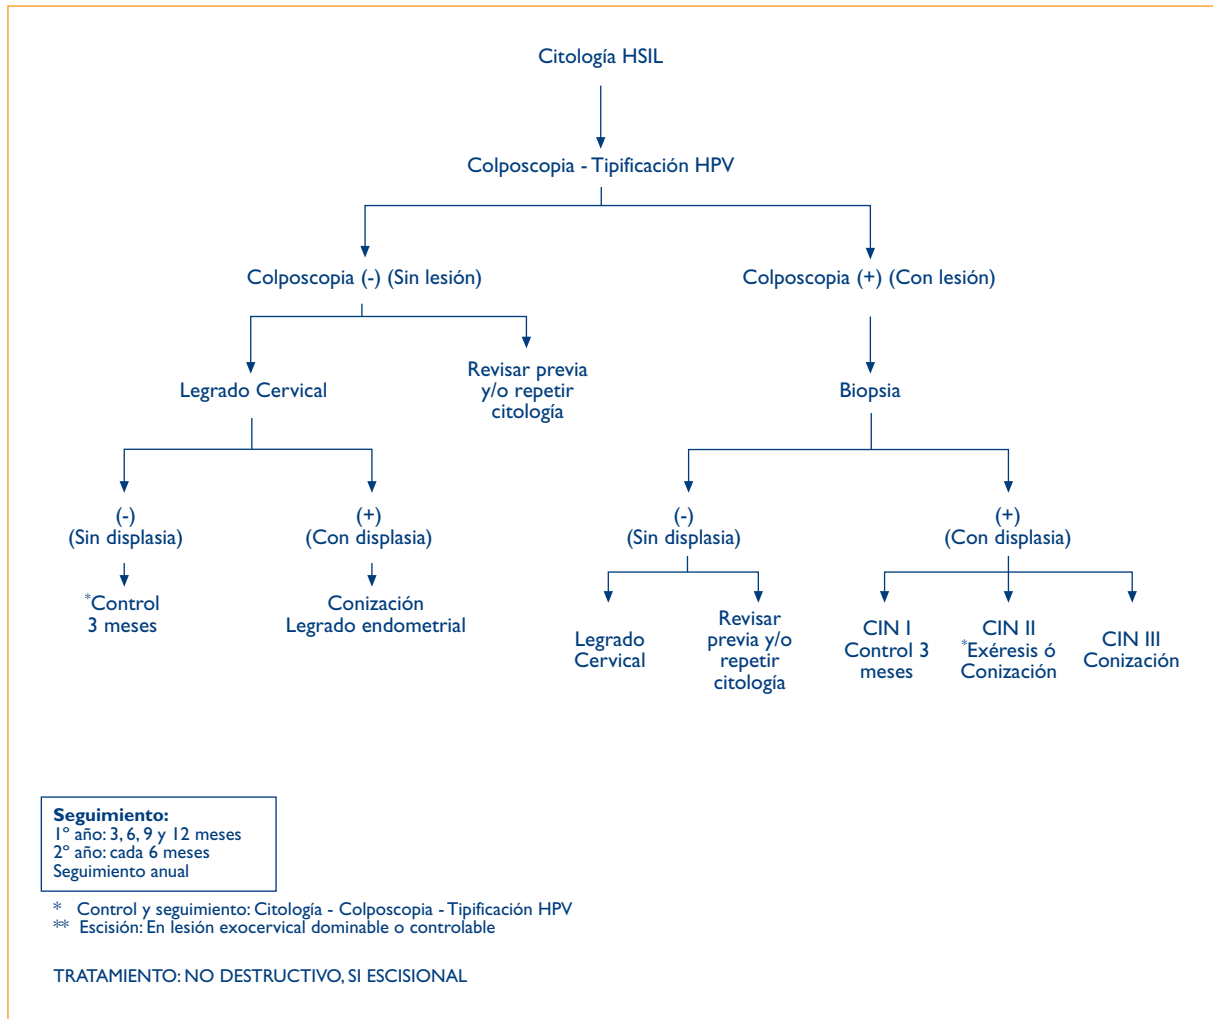 Citología HSIL
Colposcopia - Tipificación HPV
Colposcopia (-) (Sin lesión)
Colposcopia (+) (Con lesión)
Legrado Cervical
Revisar previa
y/o repetir
citología
Biopsia
(-)
(Sin displasia)
(+)
(Con displasia)
(-)
(Sin displasia)
(+)
(Con displasia)
*Control
3 meses
Conización
Legrado endometrial
Legrado
Cervical
Revisar
previa y/o
repetir
citología
CIN I
Control 3
meses
CIN II
*Exéresis ó
Conización
CIN III
Conización
Seguimiento:
1º año: 3, 6, 9 y 12 meses
2º año: cada 6 meses
Seguimiento anual
* Control y seguimiento: Citología - Colposcopia - Tipificación HPV
** Escisión: En lesión exocervical dominable o controlable
TRATAMIENTO: NO DESTRUCTIVO, SI ESCISIONAL